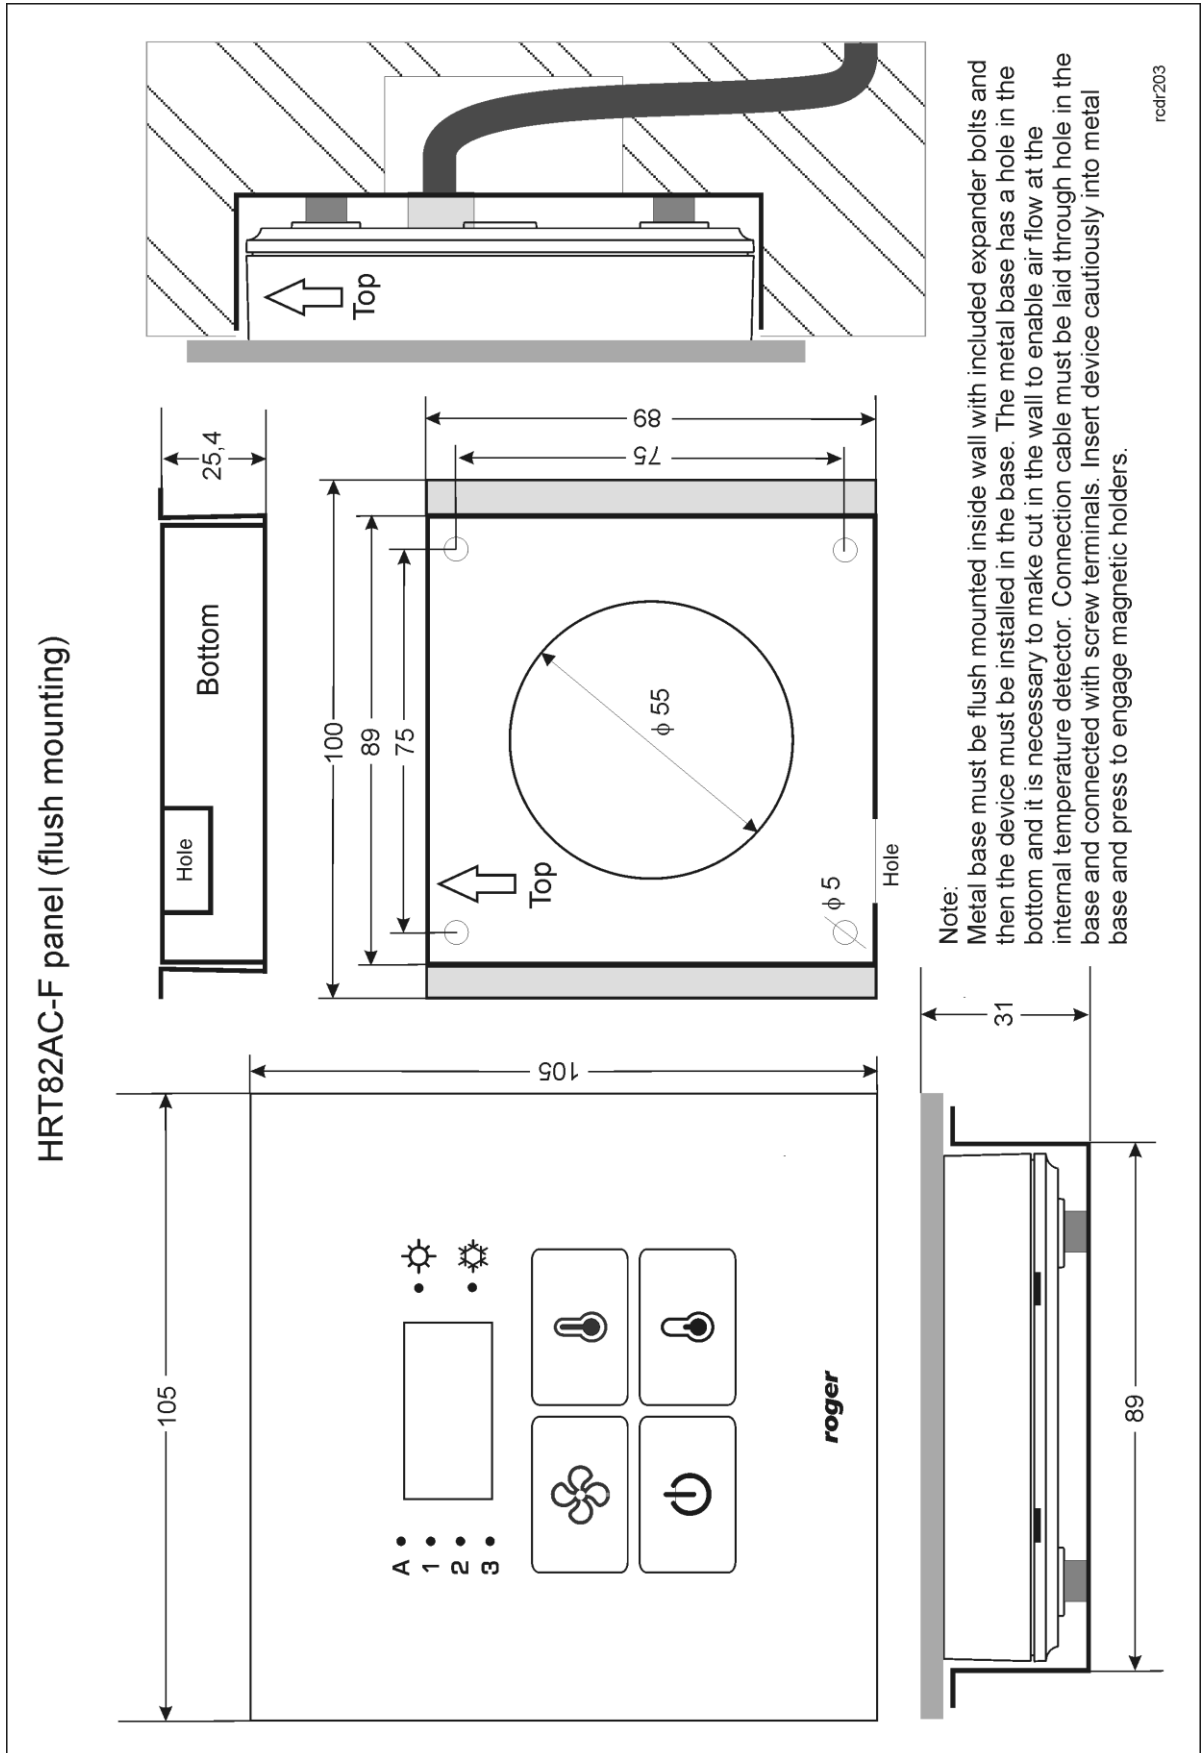 HRT82AC-F panel (flush mounting)
105
105
A
1
2
3
roger
Hole
Bottom
25,4
100
89
75
Top
ϕ 55
ϕ 5
Hole
75
89
Top
31
89
Note:
Metal base must be flush mounted inside wall with included expander bolts and
then the device must be installed in the base. The metal base has a hole in the
bottom and it is necessary to make cut in the wall to enable air flow at the
internal temperature detector. Connection cable must be laid through hole in the
base and connected with screw terminals. Insert device cautiously into metal
base and press to engage magnetic holders.
rcdr203